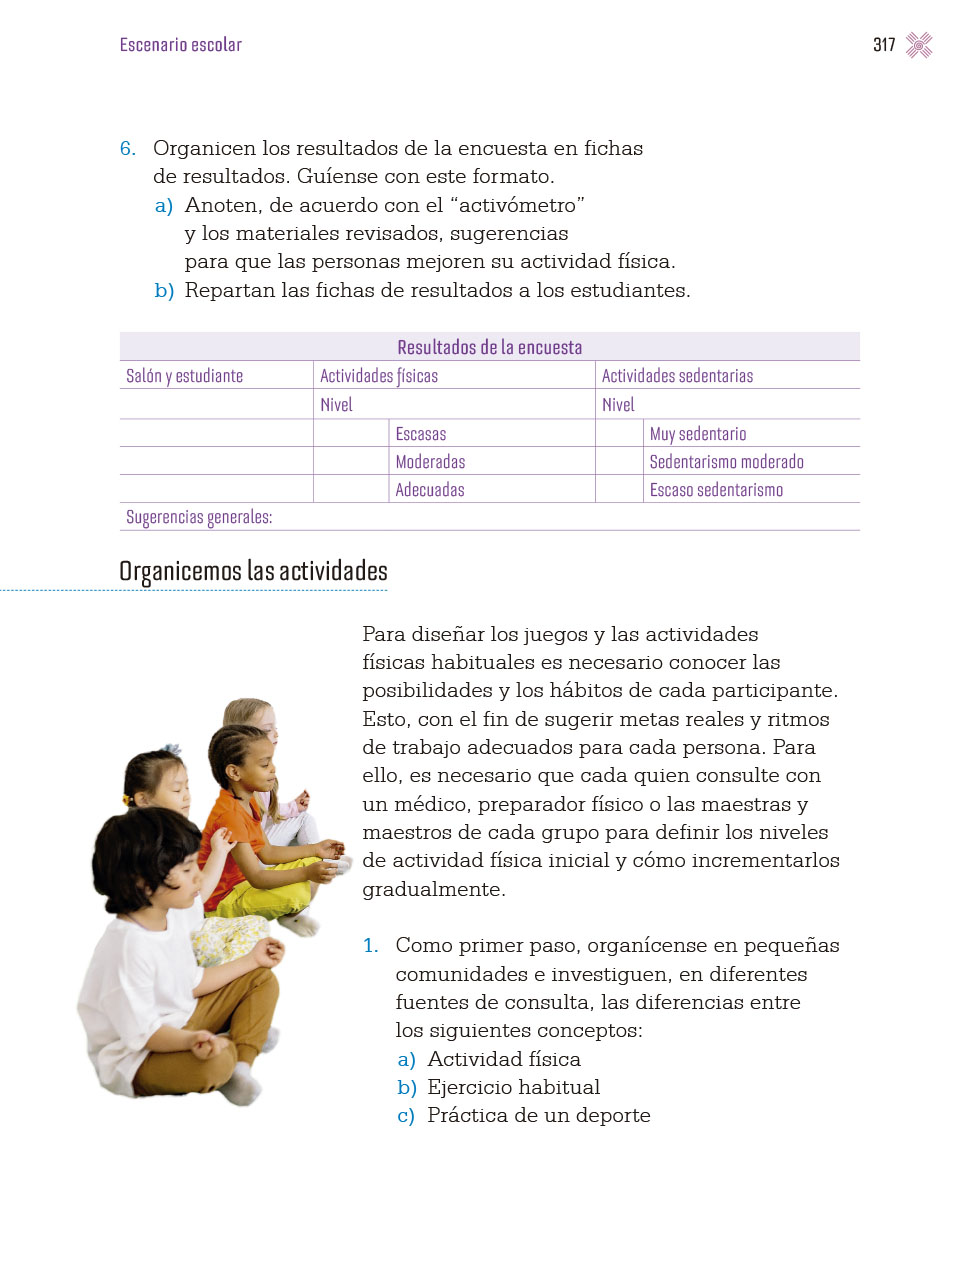 Escenario escolar
317
6. Organicen los resultados de la encuesta en fichas
de resultados. Guíense con este formato.
a) Anoten, de acuerdo con el “activómetro”
y los materiales revisados, sugerencias
para que las personas mejoren su actividad física.
b) Repartan las fichas de resultados a los estudiantes.
Resultados de la encuesta
Salón y estudiante Actividades físicas Actividades sedentarias
Nivel Nivel
Escasas Muy sedentario
Moderadas Sedentarismo moderado
Adecuadas Escaso sedentarismo
Sugerencias generales:
Organicemos las actividades
Para diseñar los juegos y las actividades
físicas habituales es necesario conocer las
posibilidades y los hábitos de cada participante.
Esto, con el fin de sugerir metas reales y ritmos
de trabajo adecuados para cada persona. Para
ello, es necesario que cada quien consulte con
un médico, preparador físico o las maestras y
maestros de cada grupo para definir los niveles
de actividad física inicial y cómo incrementarlos
gradualmente.
1. Como primer paso, organícense en pequeñas
comunidades e investiguen, en diferentes
fuentes de consulta, las diferencias entre
los siguientes conceptos:
a) Actividad física
b) Ejercicio habitual
c) Práctica de un deporte